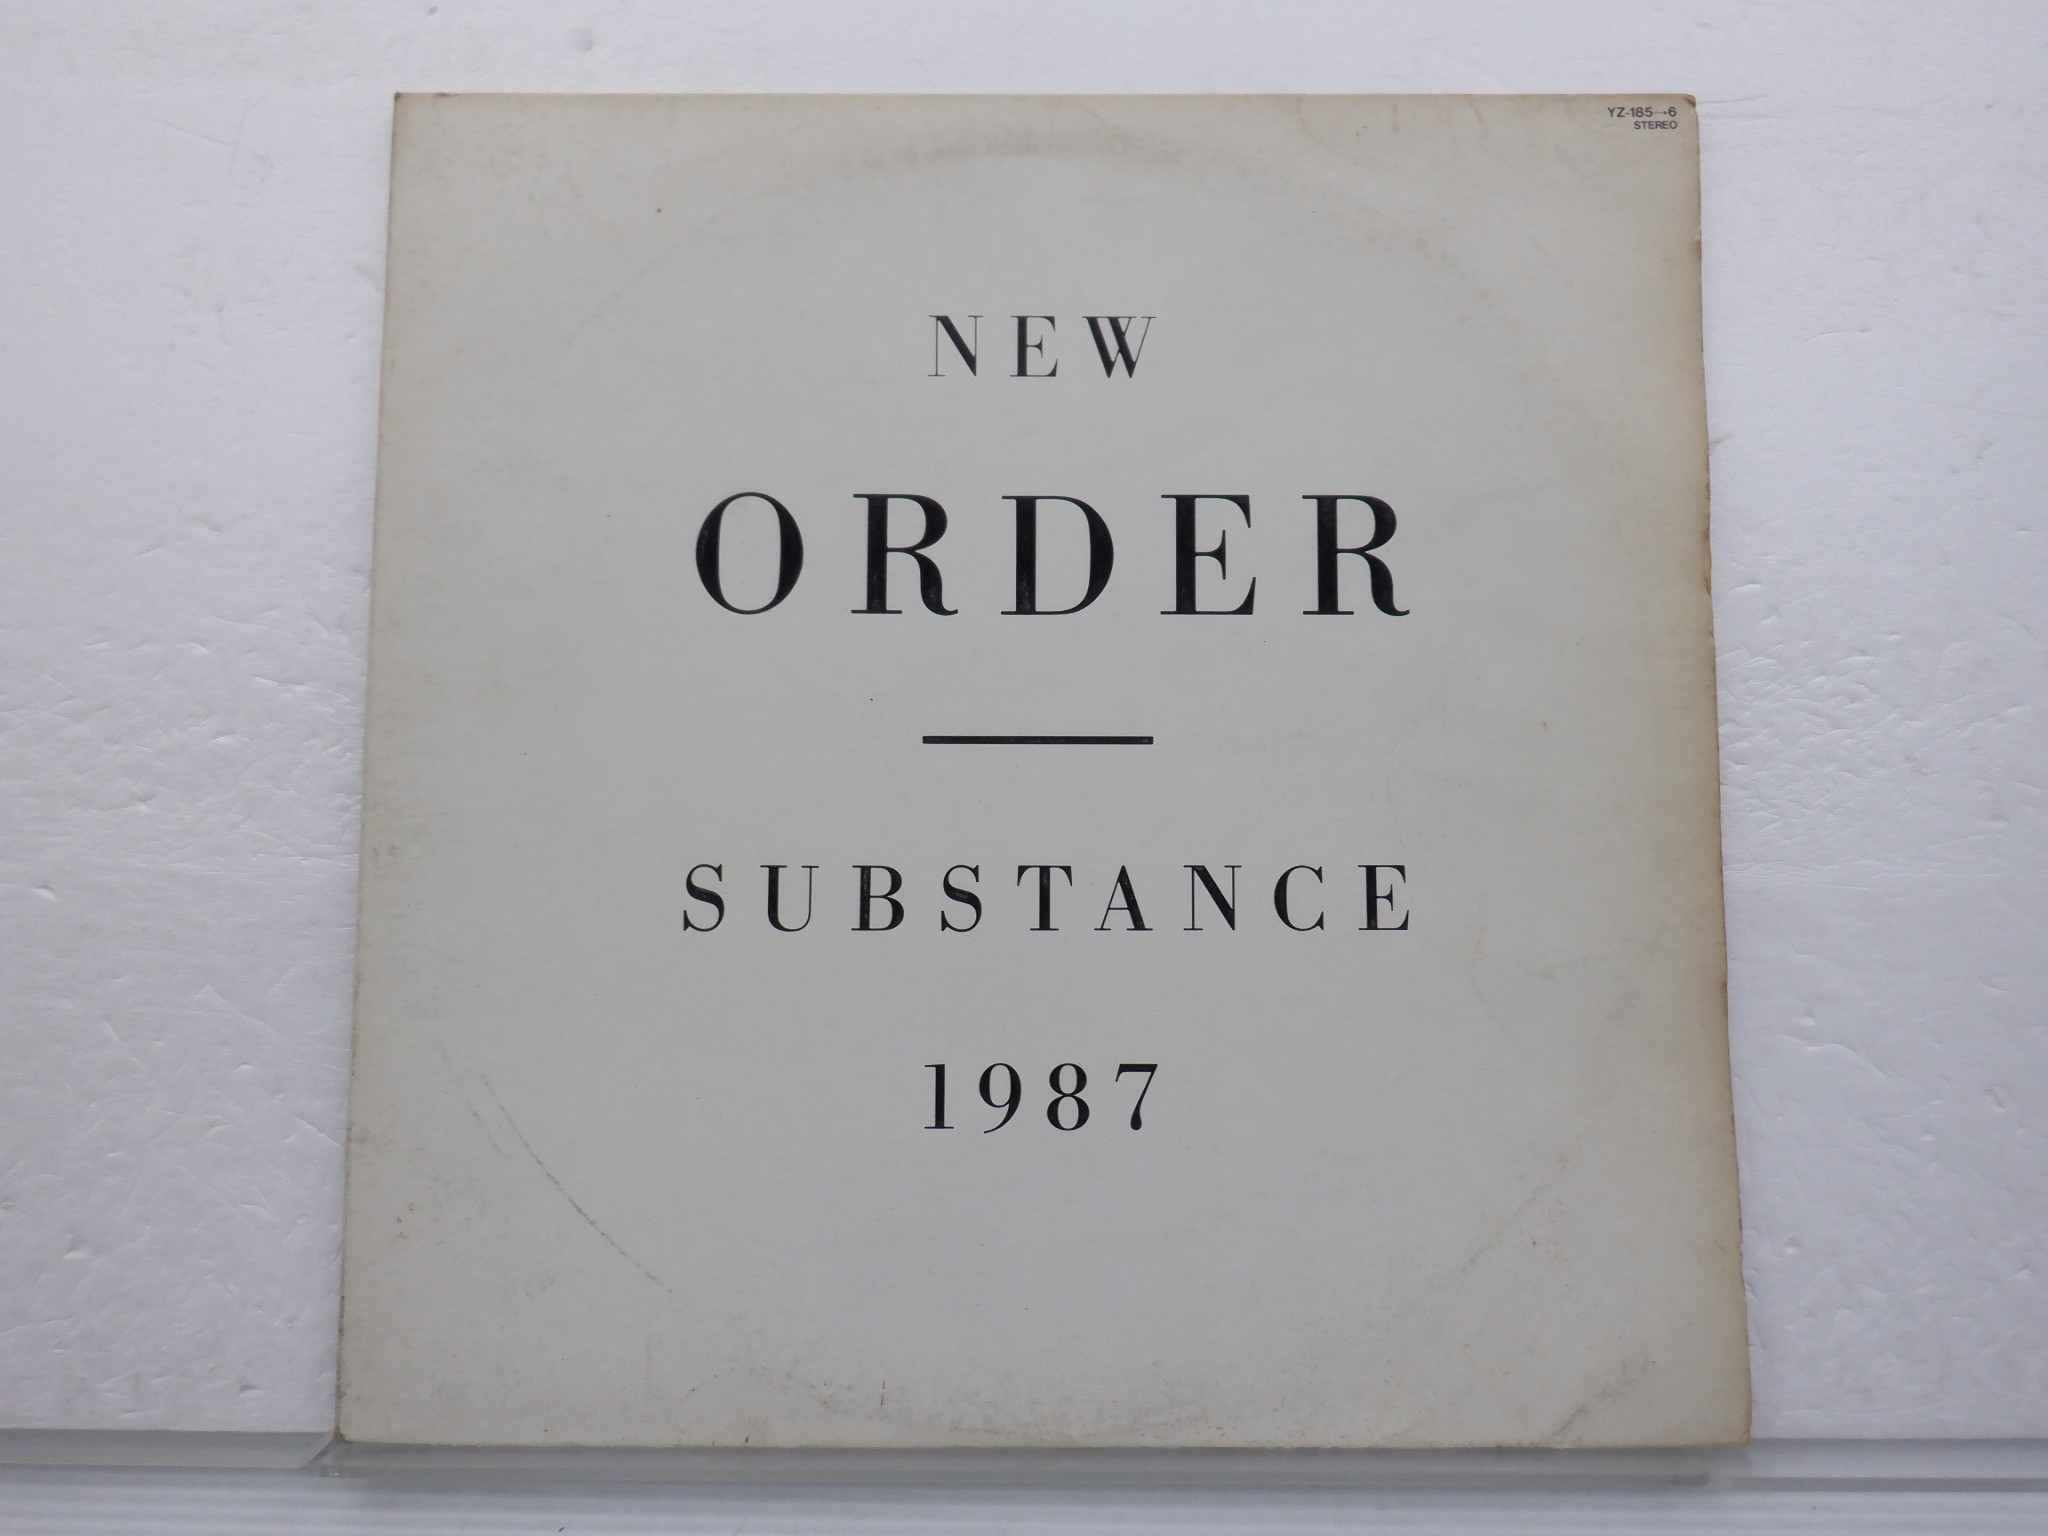 YZ-185→6
STEREO
NEW
ORDER
SUBSTANCE
1987